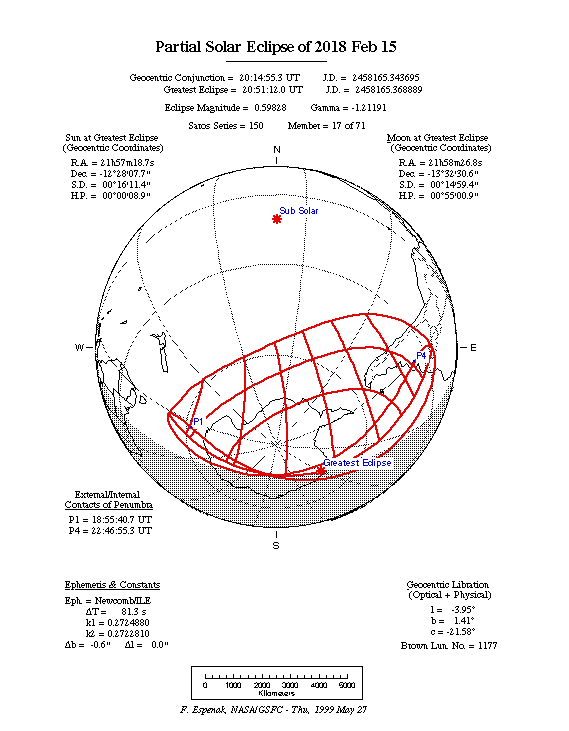 Partial Solar Eclipse of 2018 Feb 15
Geocentric Conjunction = 20:14:55.3 UT J.D. = 2458165.343695
Greatest Eclipse = 20:51:12.0 UT J.D. = 2458165.368889
Eclipse Magnitude = 0.59828 Gamma = -1.21191
Saros Series = 150 Member = 17 of 71
Sun at Greatest Eclipse
(Geocentric Coordinates)
R.A. = 21h57m18.7s
Dec. = -12°28'07.7"
S.D. = 00°16'11.4"
H.P. = 00°00'08.9"
Moon at Greatest Eclipse
(Geocentric Coordinates)
R.A. = 21h58m26.8s
Dec. = -13°32'30.6"
S.D. = 00°14'59.4"
H.P. = 00°55'00.9"
N
Sub Solar
W
E
P4
P1
Greatest Eclipse
S
External/Internal
Contacts of Penumbra
P1 = 18:55:40.7 UT
P4 = 22:46:55.3 UT
Ephemeris & Constants
Eph. = Newcomb/ILE
ΔT = 81.3 s
k1 = 0.2724880
k2 = 0.2722810
Δb = -0.6" Δl = 0.0"
Geocentric Libration
(Optical + Physical)
l = -3.95°
b = 1.41°
c = -21.58°
Brown Lun. No. = 1177
0 1000 2000 3000 4000 5000
Kilometers
F. Espenak, NASA/GSFC - Thu, 1999 May 27